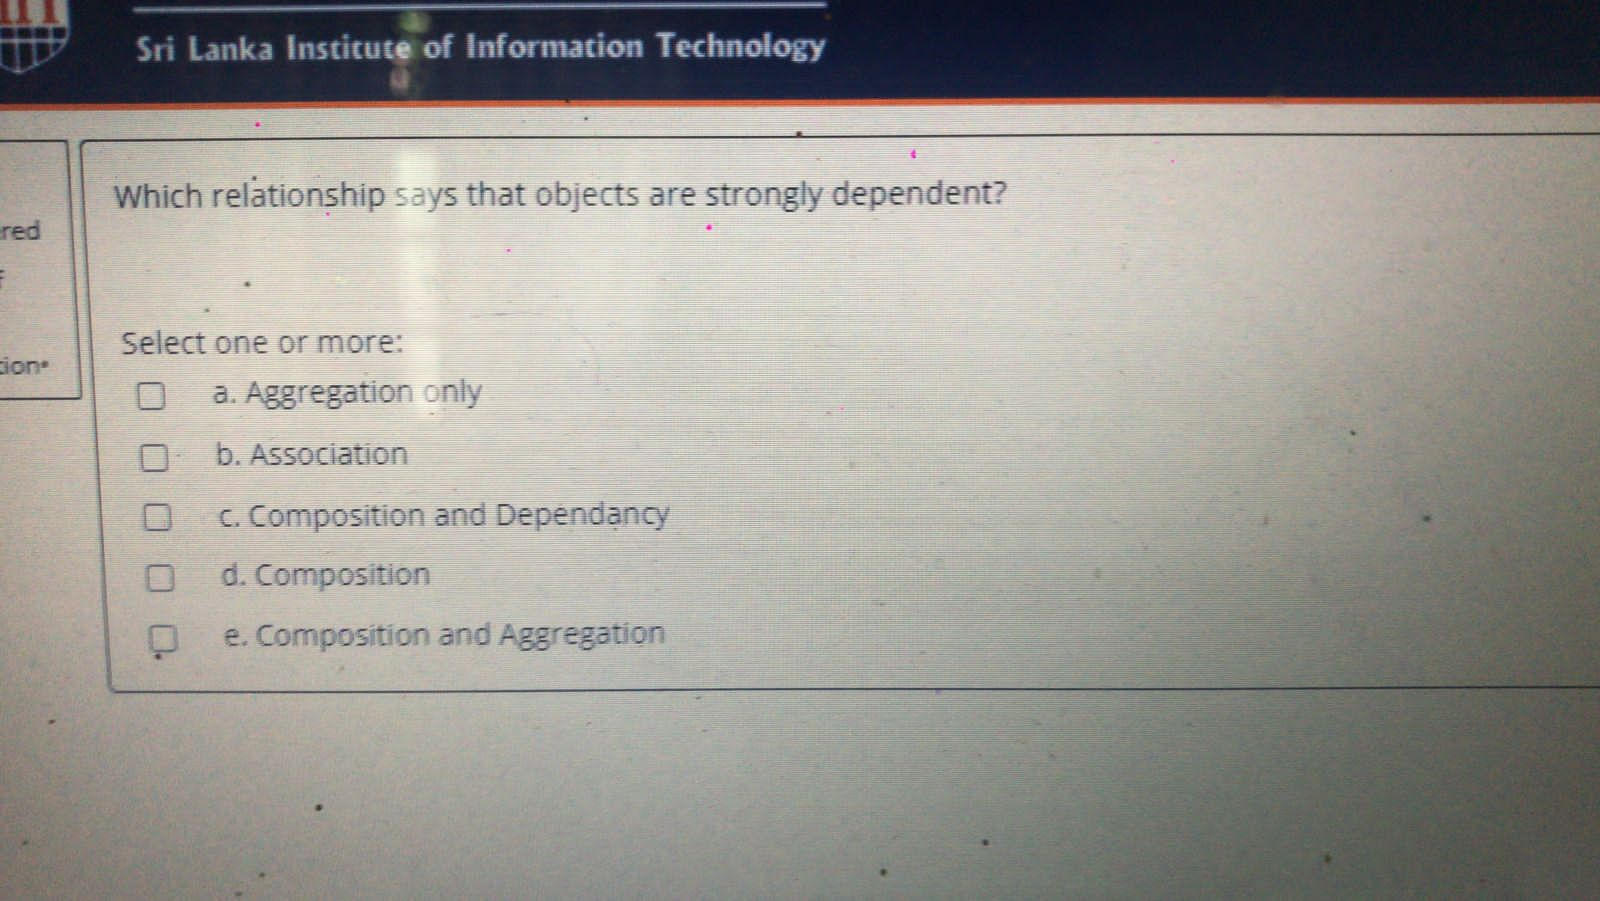 Sri Lanka Institute of Information Technology
Which relationship says that objects are strongly dependent?
red
Select one or more:
tion
a. Aggregation only
b. Association
c. Composition and Dependancy
d. Composition
e. Composition and Aggregation